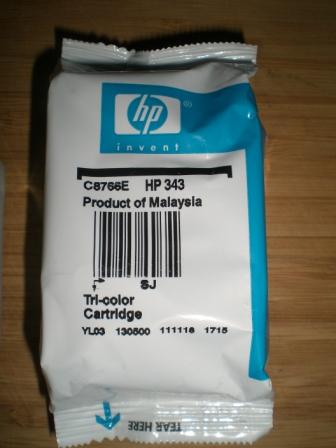 hp ®
invent
C8766E HP 343
Product of Malaysia
SJ
Tri-color
Cartridge
YL03 130500 111118 1715
TEAR HERE